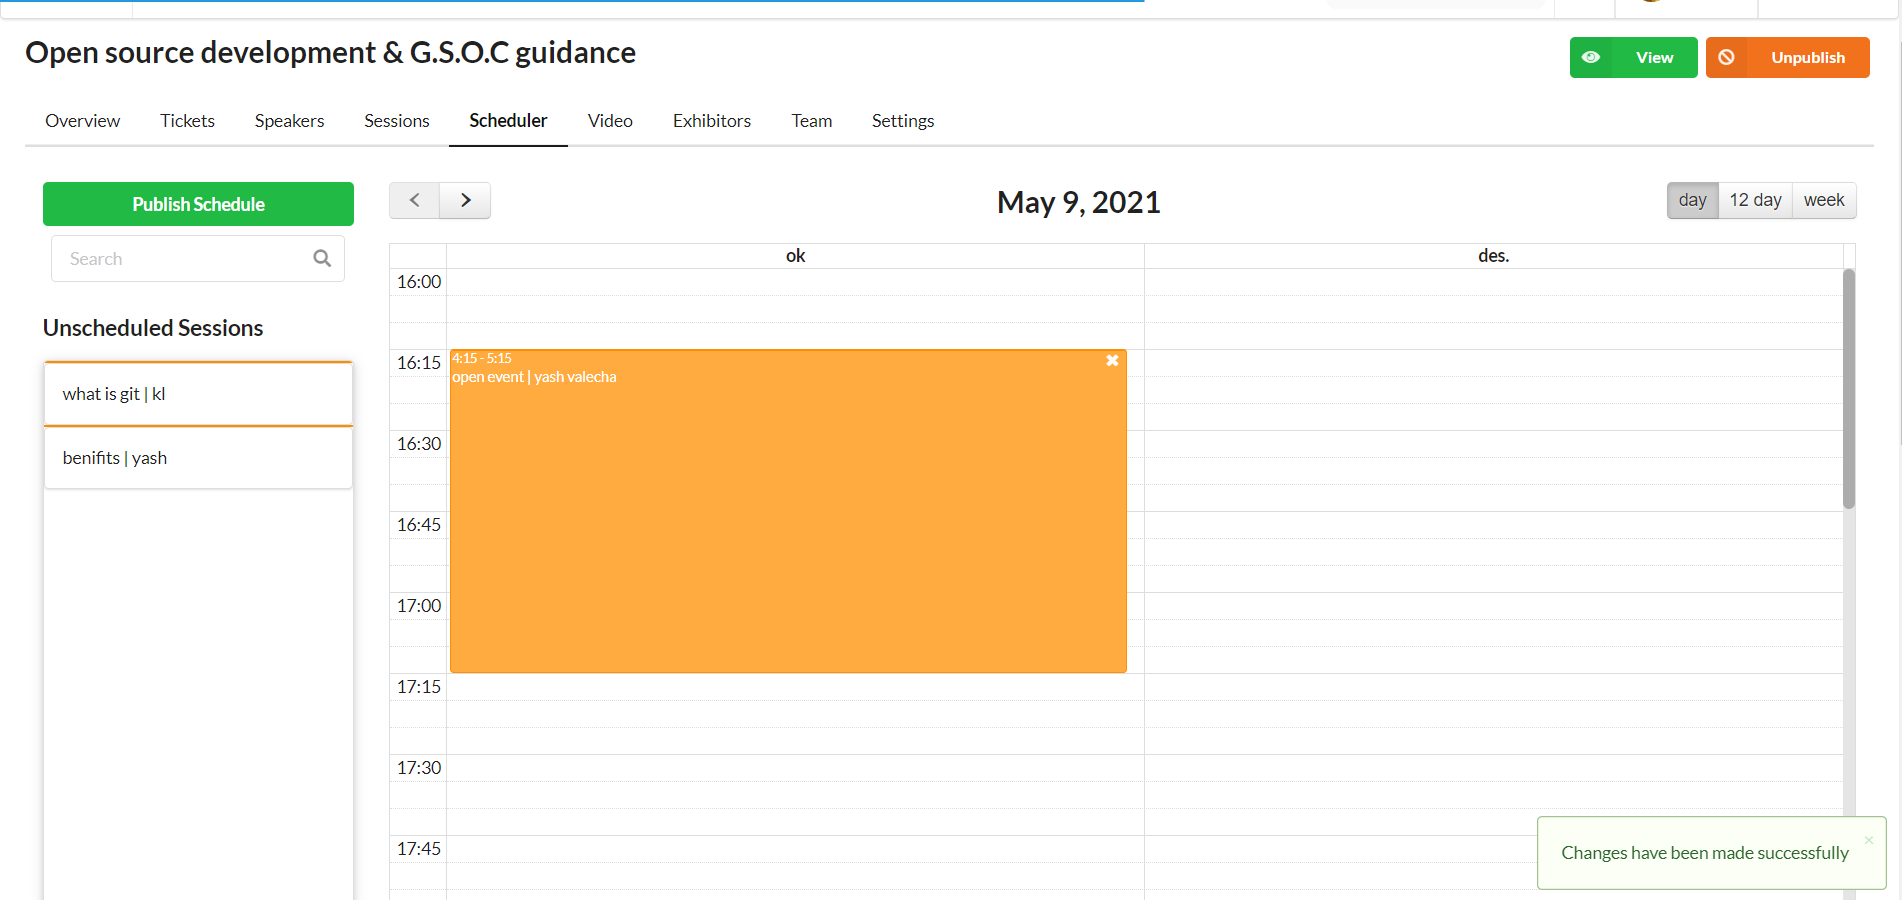 Open source development & G.S.O.C guidance
View
Unpublish
Overview
Tickets
Speakers
Sessions
Scheduler
Video
Exhibitors
Team
Settings
Publish Schedule
Search
Unscheduled Sessions
what is git | kl
benifits | yash
May 9, 2021
day
12 day
week
ok
des.
16:00
16:15
4:15 - 5:15
open event | yash valecha
16:30
16:45
17:00
17:15
17:30
17:45
Changes have been made successfully